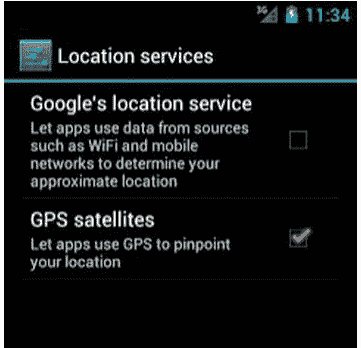 3G 11:34
Location services
Google's location service
Let apps use data from sources
such as WiFi and mobile
networks to determine your
approximate location
GPS satellites
Let apps use GPS to pinpoint
your location